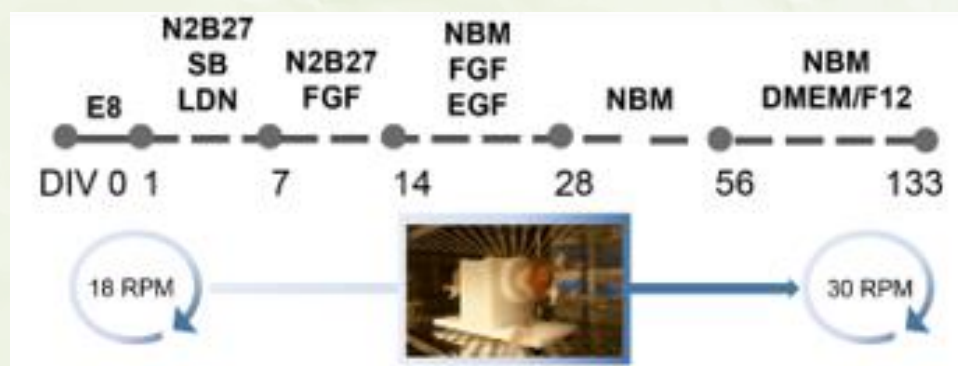 E8
N2B27
SB
LDN
N2B27
FGF
NBM
FGF
EGF
NBM
NBM
DMEM/F12
DIV 0 1 7 14 28 56 133
18 RPM
30 RPM